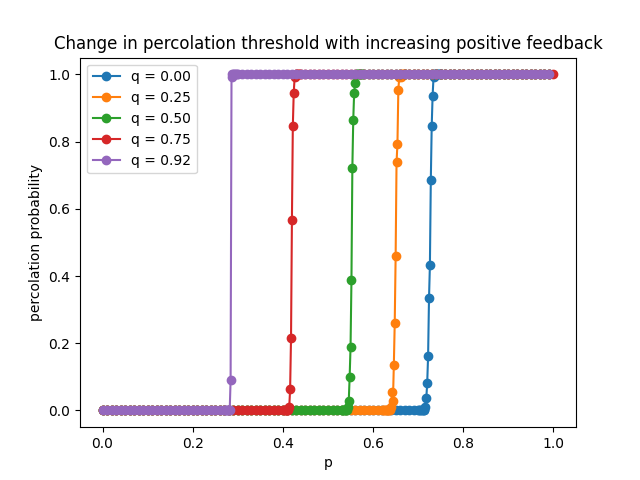 Change in percolation threshold with increasing positive feedback
q = 0.00
q = 0.25
q = 0.50
q = 0.75
q = 0.92
percolation probability
1.0
0.8
0.6
0.4
0.2
0.0
0.0 0.2 0.4 0.6 0.8 1.0
p